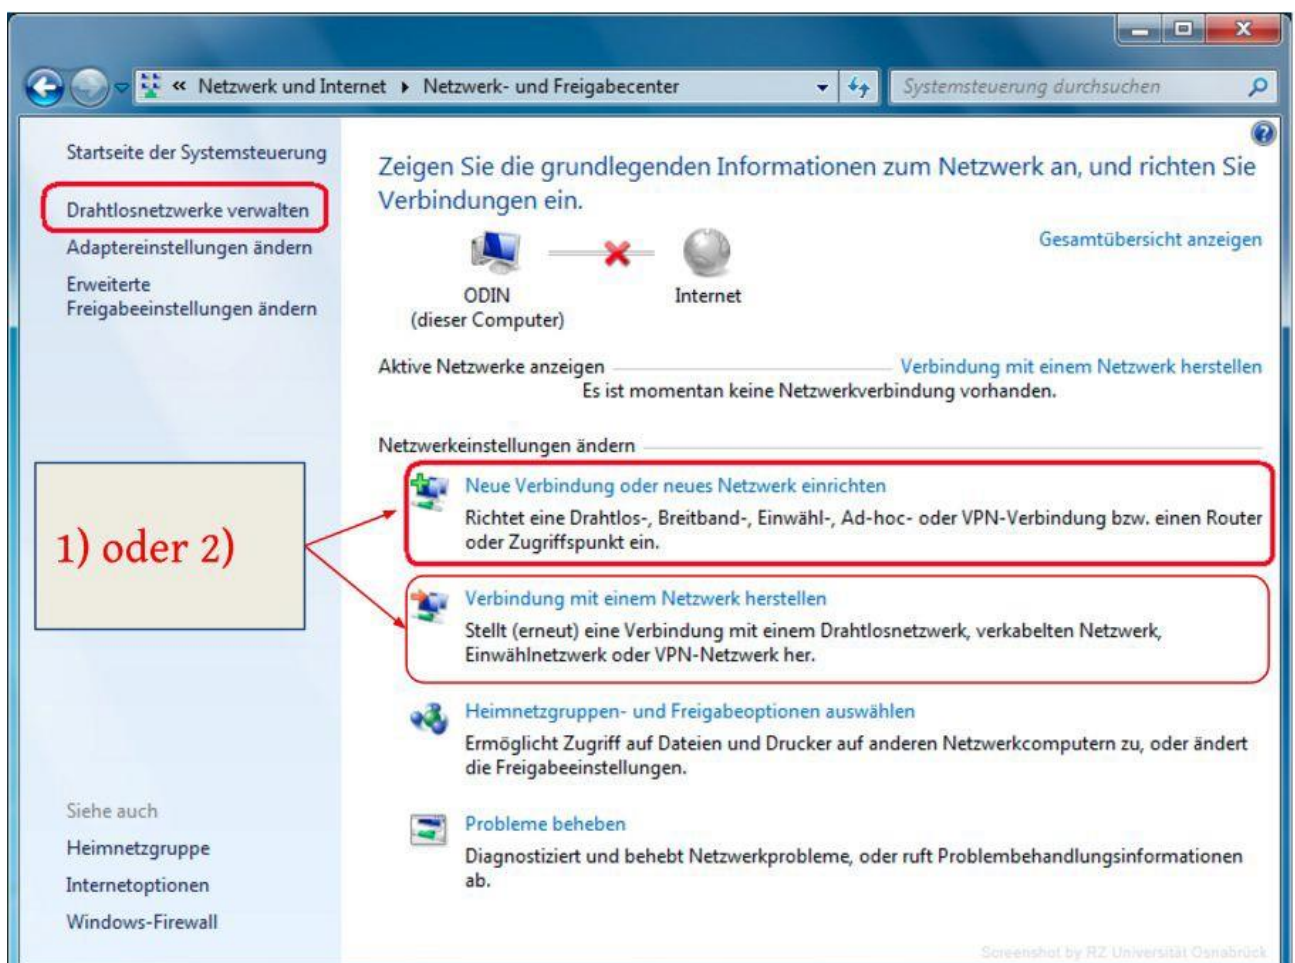 « Netzwerk und Internet ▸ Netzwerk- und Freigabecenter
Systemsteuerung durchsuchen
Startseite der Systemsteuerung
Drahtlosnetzwerke verwalten
Adaptereinstellungen ändern
Erweiterte
Freigabeeinstellungen ändern
Zeigen Sie die grundlegenden Informationen zum Netzwerk an, und richten Sie
Verbindungen ein.
Gesamtübersicht anzeigen
ODIN
(dieser Computer)
Internet
Aktive Netzwerke anzeigen
Verbindung mit einem Netzwerk herstellen
Es ist momentan keine Netzwerkverbindung vorhanden.
Netzwerkeinstellungen ändern
1) oder 2)
Neue Verbindung oder neues Netzwerk einrichten
Richtet eine Drahtlos-, Breitband-, Einwähl-, Ad-hoc- oder VPN-Verbindung bzw. einen Router
oder Zugriffspunkt ein.
Verbindung mit einem Netzwerk herstellen
Stellt (erneut) eine Verbindung mit einem Drahtlosnetzwerk, verkabelten Netzwerk,
Einwählnetzwerk oder VPN-Netzwerk her.
Heimnetzgruppen- und Freigabeoptionen auswählen
Ermöglicht Zugriff auf Dateien und Drucker auf anderen Netzwerkcomputern zu, oder ändert
die Freigabeeinstellungen.
Probleme beheben
Diagnostiziert und behebt Netzwerkprobleme, oder ruft Problembehandlungsinformationen
ab.
Siehe auch
Heimnetzgruppe
Internetoptionen
Windows-Firewall
Screenshot by RZ Universität Osnabrück